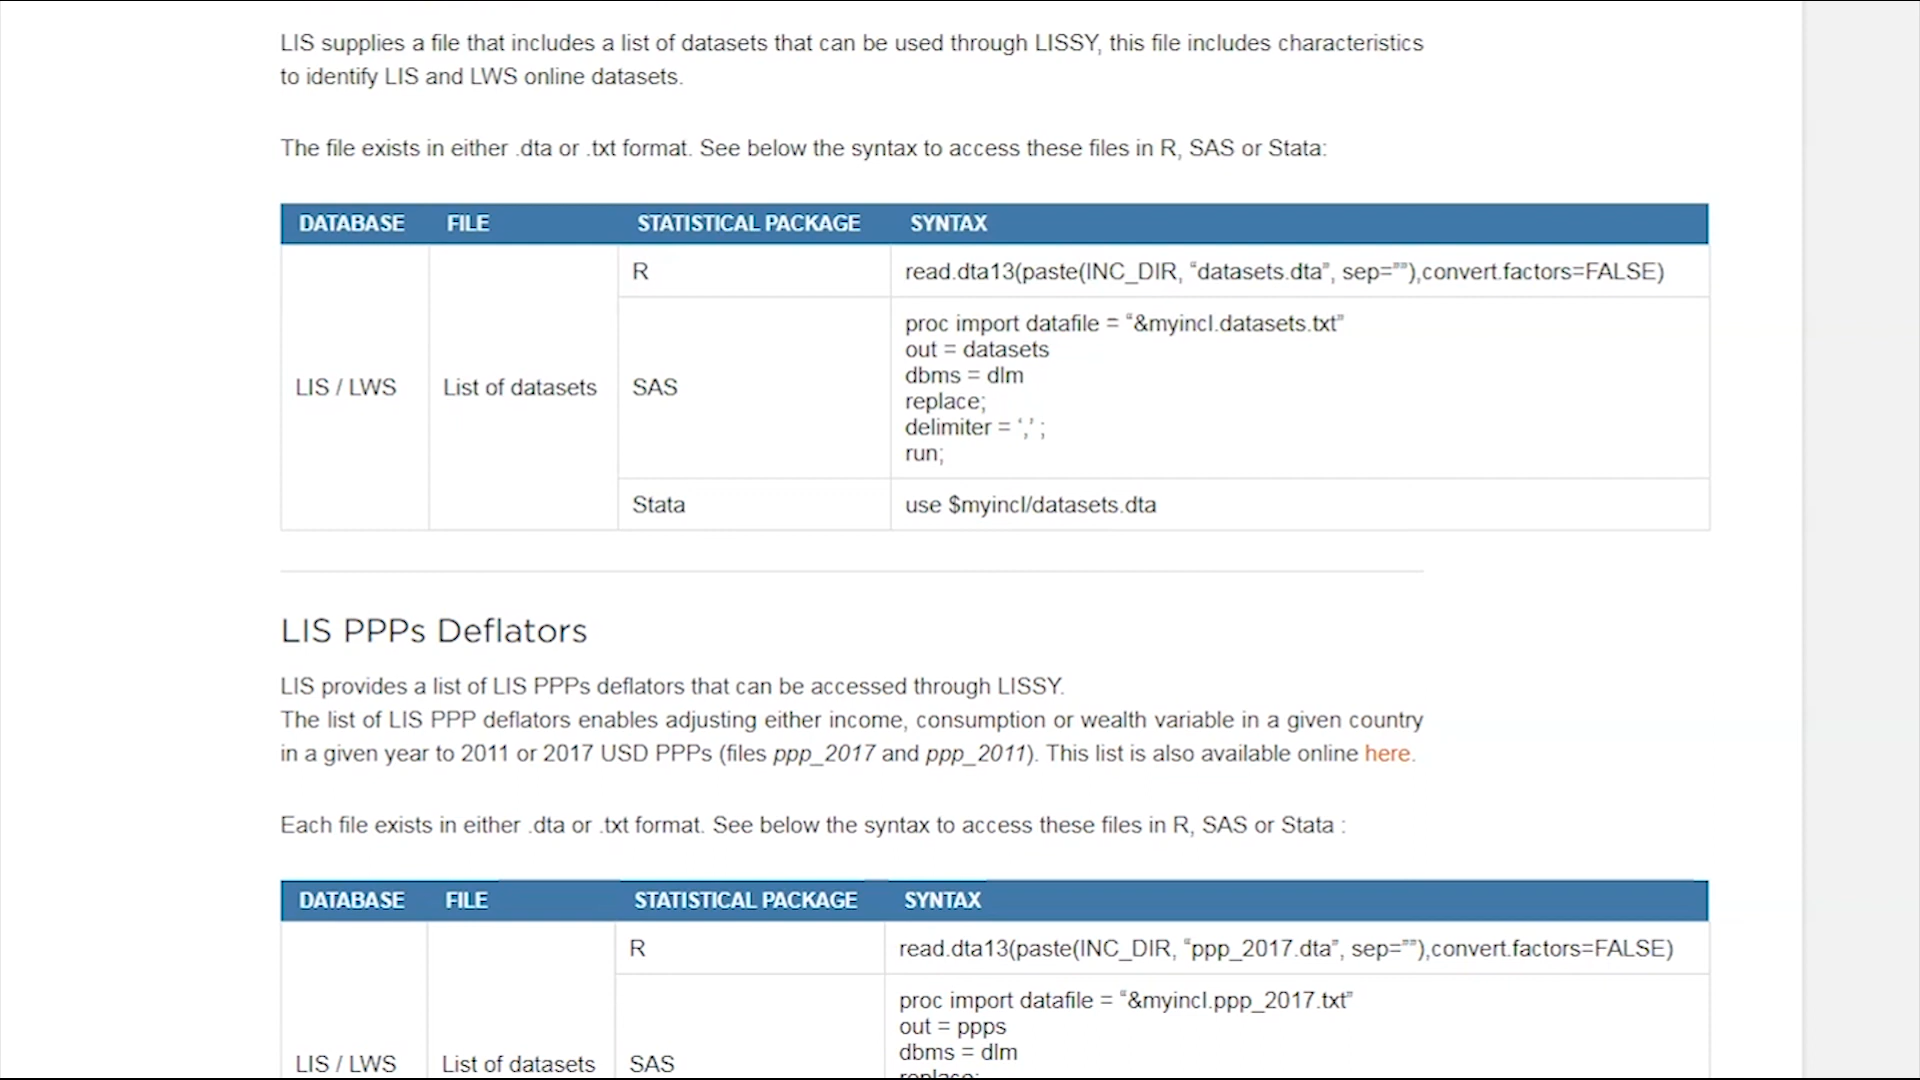 LIS supplies a file that includes a list of datasets that can be used through LISSY, this file includes characteristics
to identify LIS and LWS online datasets.
The file exists in either .dta or .txt format. See below the syntax to access these files in R, SAS or Stata:
DATABASE FILE STATISTICAL PACKAGE SYNTAX
R read.dta13(paste(INC_DIR, “datasets.dta”, sep=””),convert.factors=FALSE)
proc import datafile = “&myincl.datasets.txt”
out = datasets
dbms = dlm
LIS / LWS List of datasets SAS
replace;
delimiter = ‘,’ ;
run;
Stata use $myincl/datasets.dta
LIS PPPs Deflators
LIS provides a list of LIS PPPs deflators that can be accessed through LISSY.
The list of LIS PPP deflators enables adjusting either income, consumption or wealth variable in a given country
in a given year to 2011 or 2017 USD PPPs (files ppp_2017 and ppp_2011). This list is also available online here.
Each file exists in either .dta or .txt format. See below the syntax to access these files in R, SAS or Stata :
DATABASE FILE STATISTICAL PACKAGE SYNTAX
R read.dta13(paste(INC_DIR, “ppp_2017.dta”, sep=””),convert.factors=FALSE)
proc import datafile = “&myincl.ppp_2017.txt”
out = ppps
dbms = dlm
LIS / LWS List of datasets SAS
replace;